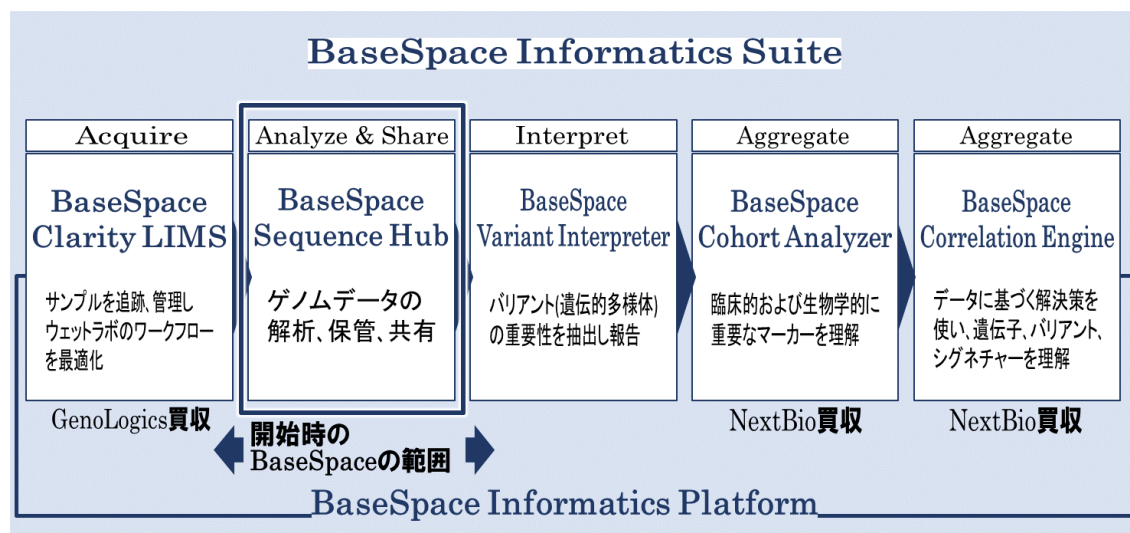 BaseSpace Informatics Suite
Acquire
BaseSpace
Clarity LIMS
サンプルを追跡、管理し
ウェットラボのワークフロー
を最適化
GenoLogics買収
Analyze & Share
BaseSpace
Sequence Hub
ゲノムデータの
解析、保管、共有
開始時の
BaseSpaceの範囲
Interpret
BaseSpace
Variant Interpreter
バリアント(遺伝的多様体)
の重要性を抽出し報告
Aggregate
BaseSpace
Cohort Analyzer
臨床的および生物学的に
重要なマーカーを理解
NextBio買収
Aggregate
BaseSpace
Correlation Engine
データに基づく解決策を
使い、遺伝子、バリアント、
シグネチャーを理解
NextBio買収
BaseSpace Informatics Platform